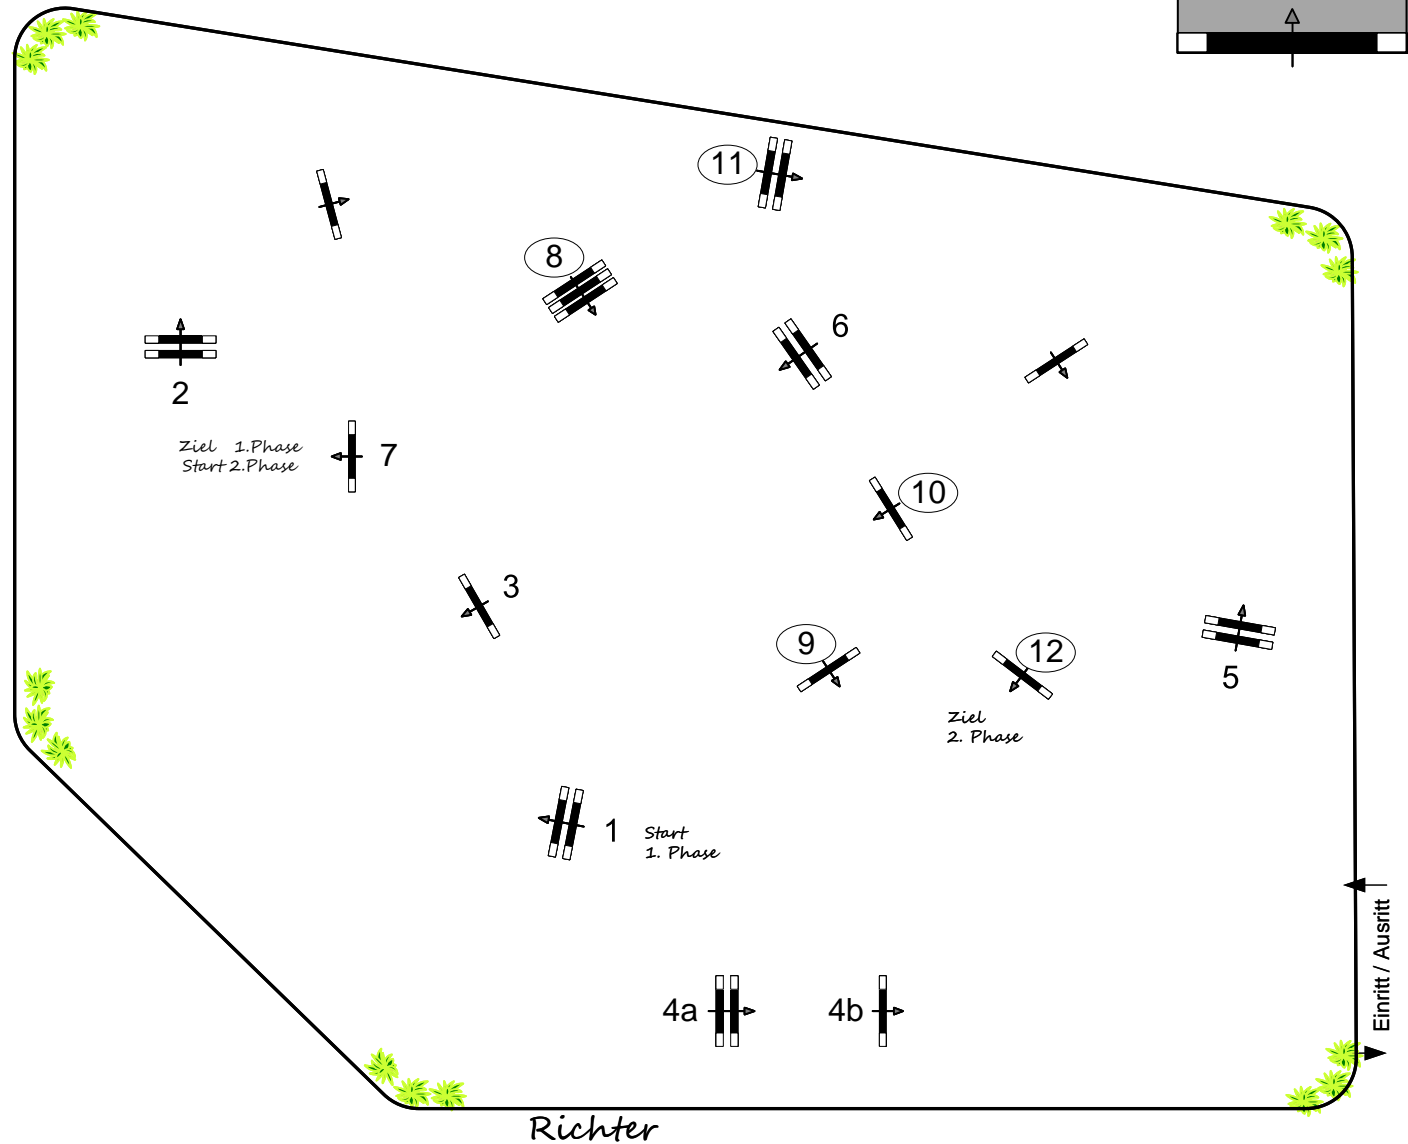 11
8
6
2
Ziel 1.Phase
Start 2.Phase
7
10
3
9
12
5
Ziel
2. Phase
1
Start
1. Phase
4a
4b
Einritt / Ausritt
Richter